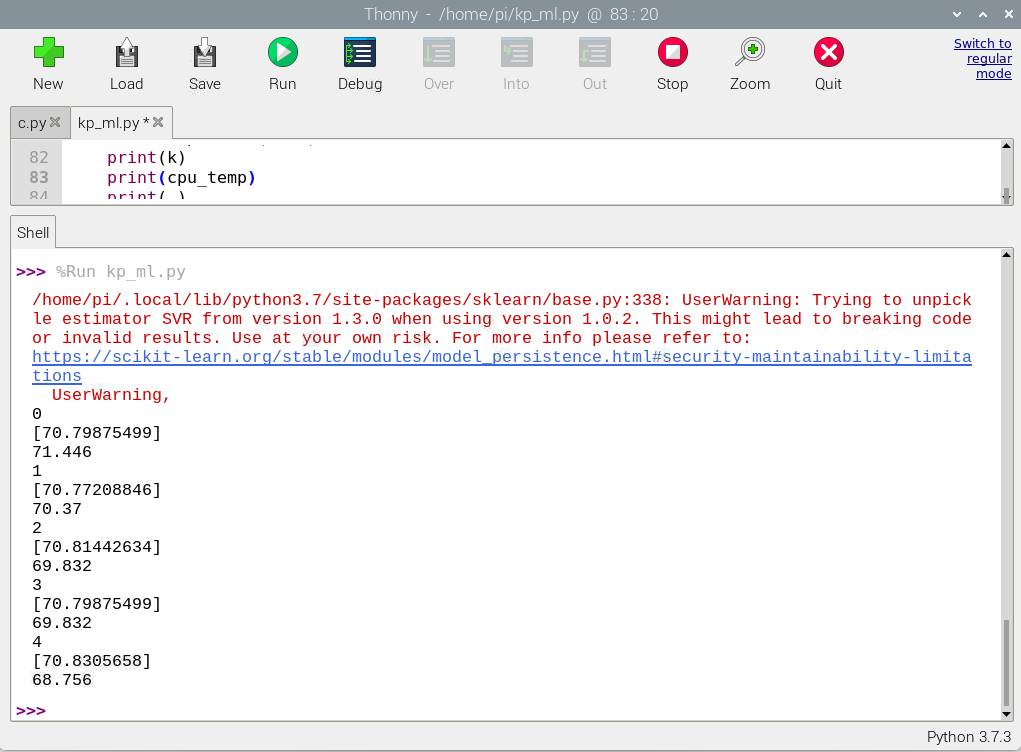 Thonny - /home/pi/kp_ml.py @ 83 : 20
New Load Save Run Debug Over Into Out Stop Zoom Quit
Switch to
regular
mode
c.py kp_ml.py *
82 print(k)
83 print(cpu_temp)
84 print(
Shell
>>> %Run kp_ml.py
/home/pi/.local/lib/python3.7/site-packages/sklearn/base.py:338: UserWarning: Trying to unpick
le estimator SVR from version 1.3.0 when using version 1.0.2. This might lead to breaking code
or invalid results. Use at your own risk. For more info please refer to:
https://scikit-learn.org/stable/modules/model_persistence.html#security-maintainability-limita
tions
UserWarning,
0
[70.79875499]
71.446
1
[70.77208846]
70.37
2
[70.81442634]
69.832
3
[70.79875499]
69.832
4
[70.8305658]
68.756
>>>
Python 3.7.3